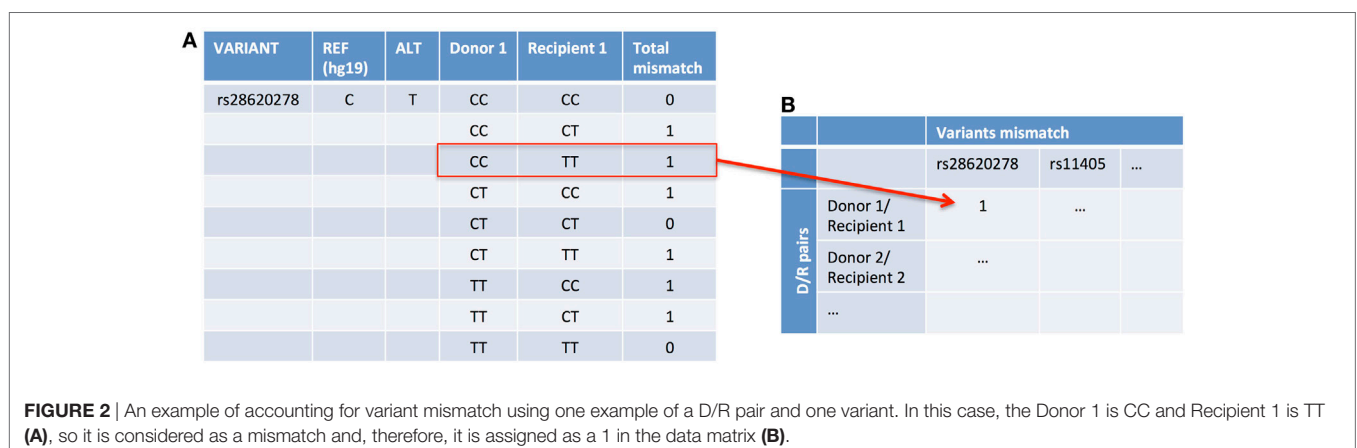 A
VARIANT REF (hg19) ALT Donor 1 Recipient 1 Total mismatch
rs28620278 C T CC CC 0
CC CT 1
CC TT 1
CT CC 1
CT CT 0
CT TT 1
TT CC 1
TT CT 1
TT TT 0
B
Variants mismatch
rs28620278 rs11405 ...
D/R pairs
Donor 1/ Recipient 1 1 ...
Donor 2/ Recipient 2 ...
...
FIGURE 2 | An example of accounting for variant mismatch using one example of a D/R pair and one variant. In this case, the Donor 1 is CC and Recipient 1 is TT
(A), so it is considered as a mismatch and, therefore, it is assigned as a 1 in the data matrix (B).